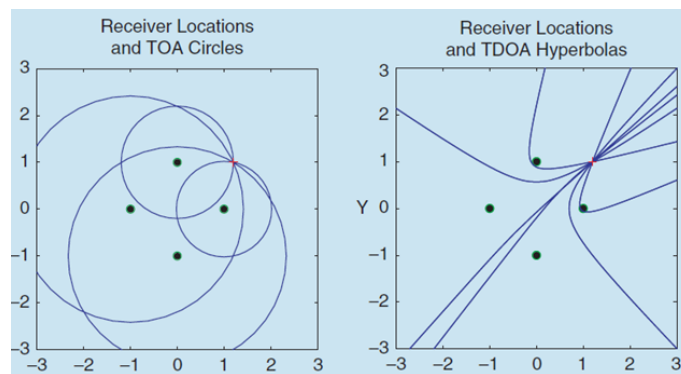 Receiver Locations
and TOA Circles
3
2
1
0
−1
−2
−3
−3 −2 −1 0 1 2 3
Receiver Locations
and TDOA Hyperbolas
3
2
1
Y 0
−1
−2
−3
−3 −2 −1 0 1 2 3